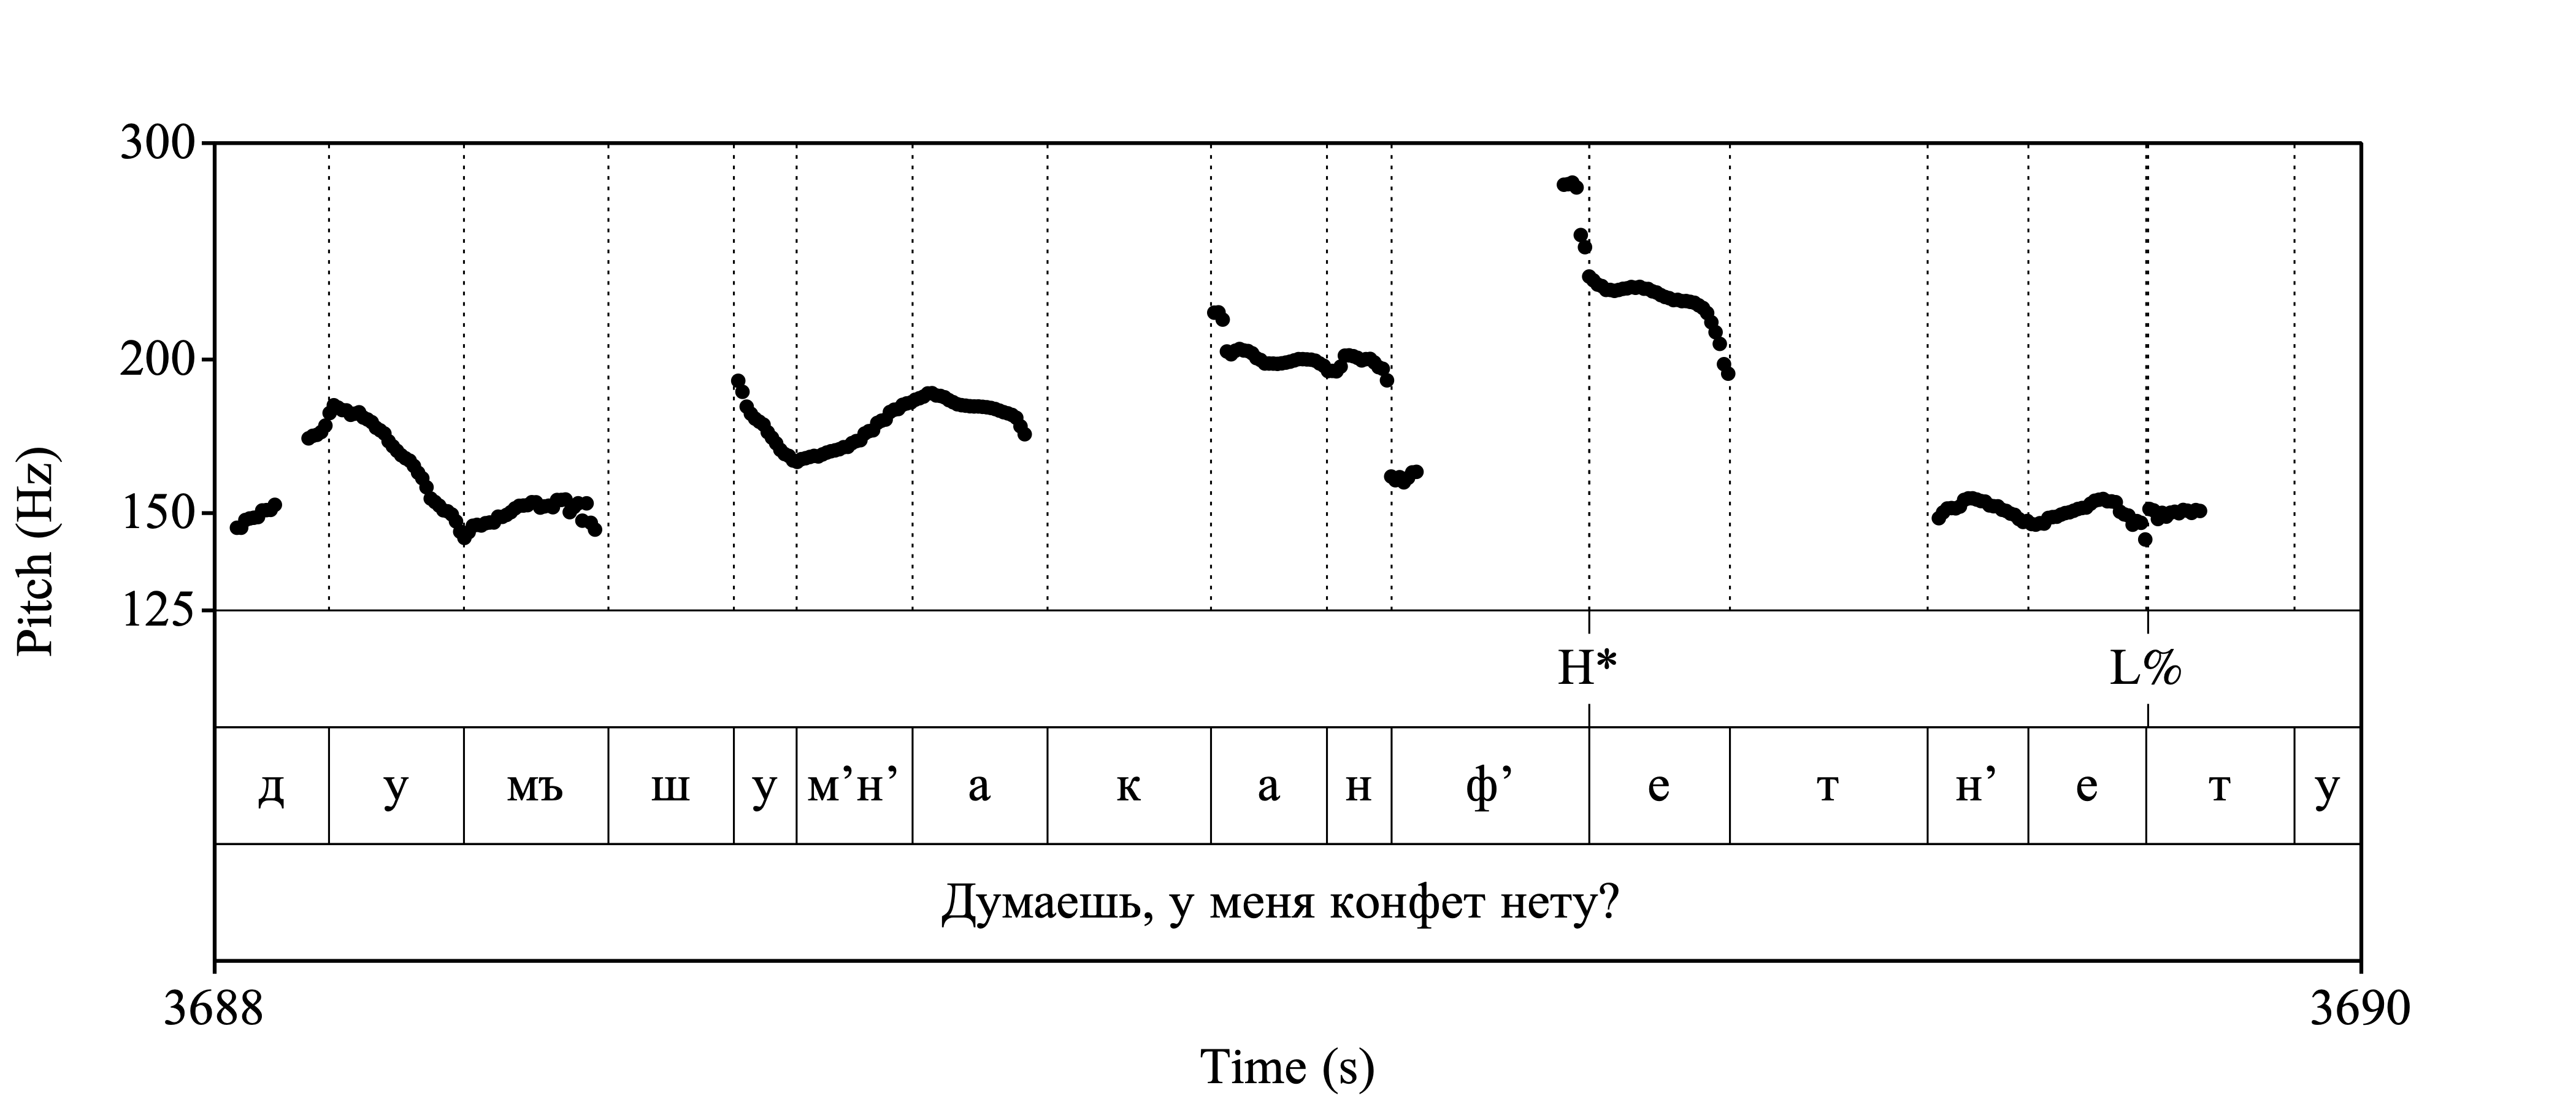 300
200
150
125
Pitch (Hz)
H* L%
д у мъ ш у м’н’ а к а н ф’ е т н’ е т у
Думаешь, у меня конфет нету?
3688 3690
Time (s)